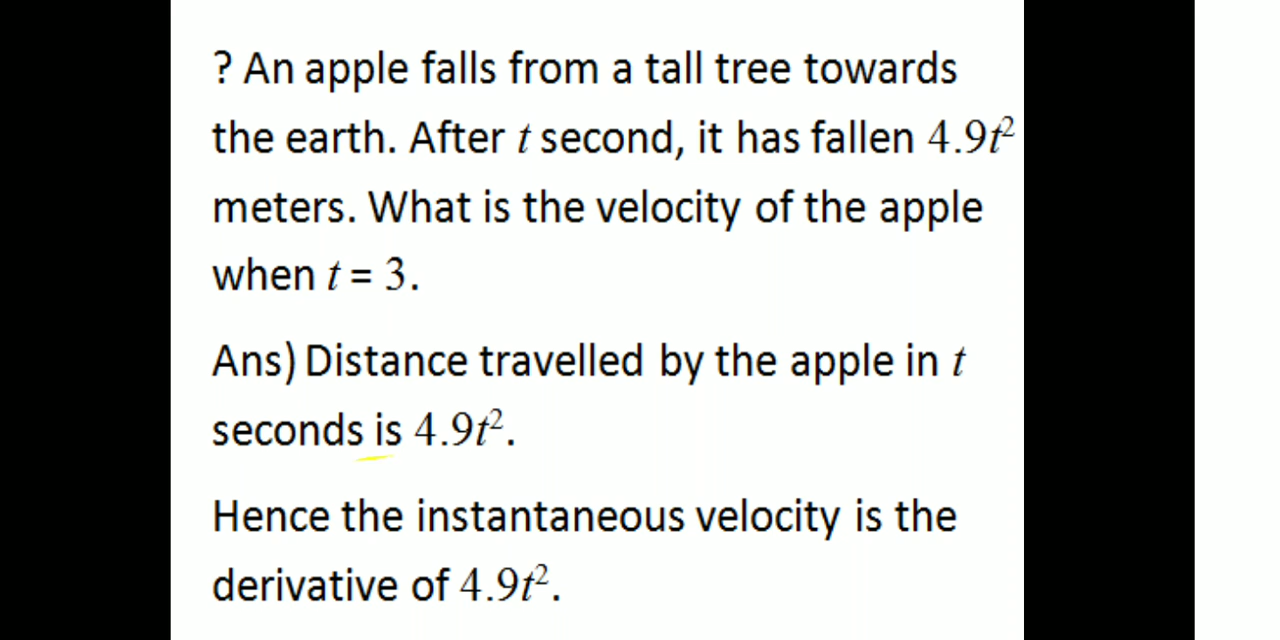 ? An apple falls from a tall tree towards
the earth. After t second, it has fallen 4.9t²
meters. What is the velocity of the apple
when t = 3.
Ans) Distance travelled by the apple in t
seconds is 4.9t².
Hence the instantaneous velocity is the
derivative of 4.9t².